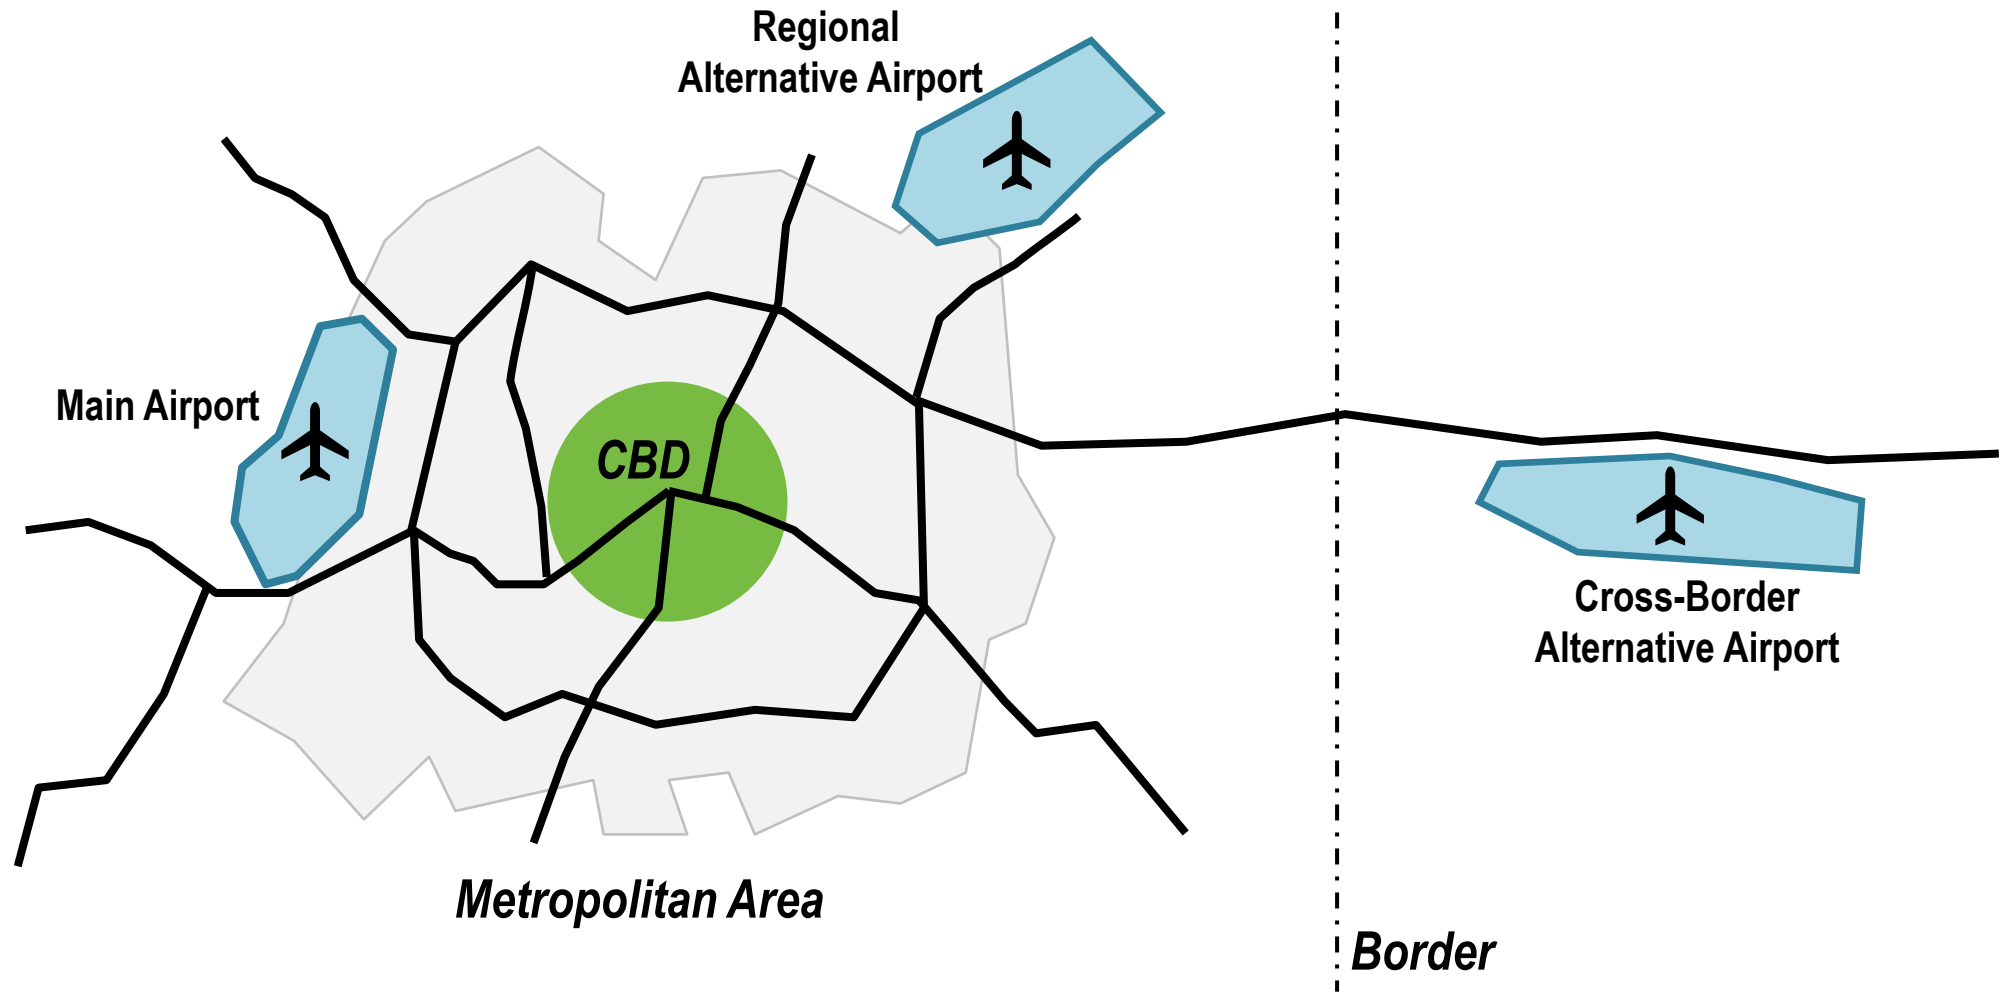 Regional
Alternative Airport
Main Airport
CBD
Cross-Border
Alternative Airport
Metropolitan Area
Border